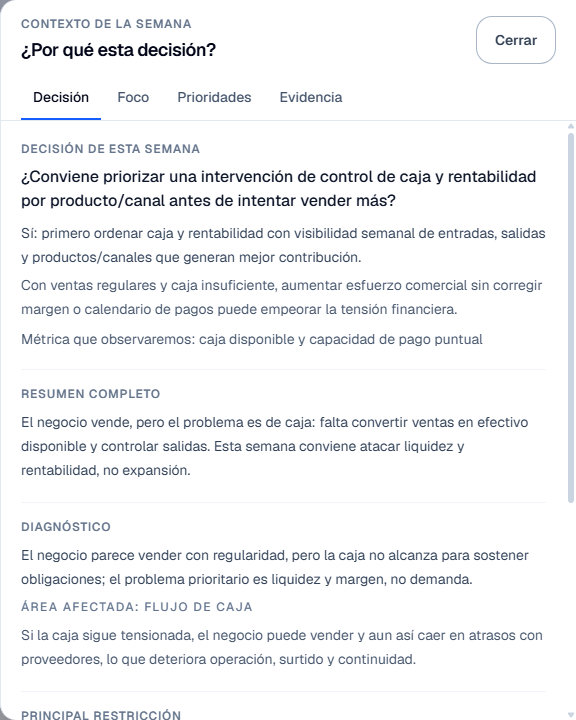 CONTEXTO DE LA SEMANA
¿Por qué esta decisión?
Cerrar
Decisión
Foco
Prioridades
Evidencia
DECISIÓN DE ESTA SEMANA
¿Conviene priorizar una intervención de control de caja y rentabilidad
por producto/canal antes de intentar vender más?
Sí: primero ordenar caja y rentabilidad con visibilidad semanal de entradas, salidas
y productos/canales que generan mejor contribución.
Con ventas regulares y caja insuficiente, aumentar esfuerzo comercial sin corregir
margen o calendario de pagos puede empeorar la tensión financiera.
Métrica que observaremos: caja disponible y capacidad de pago puntual
RESUMEN COMPLETO
El negocio vende, pero el problema es de caja: falta convertir ventas en efectivo
disponible y controlar salidas. Esta semana conviene atacar liquidez y
rentabilidad, no expansión.
DIAGNÓSTICO
El negocio parece vender con regularidad, pero la caja no alcanza para sostener
obligaciones; el problema prioritario es liquidez y margen, no demanda.
ÁREA AFECTADA: FLUJO DE CAJA
Si la caja sigue tensionada, el negocio puede vender y aun así caer en atrasos con
proveedores, lo que deteriora operación, surtido y continuidad.
PRINCIPAL RESTRICCIÓN